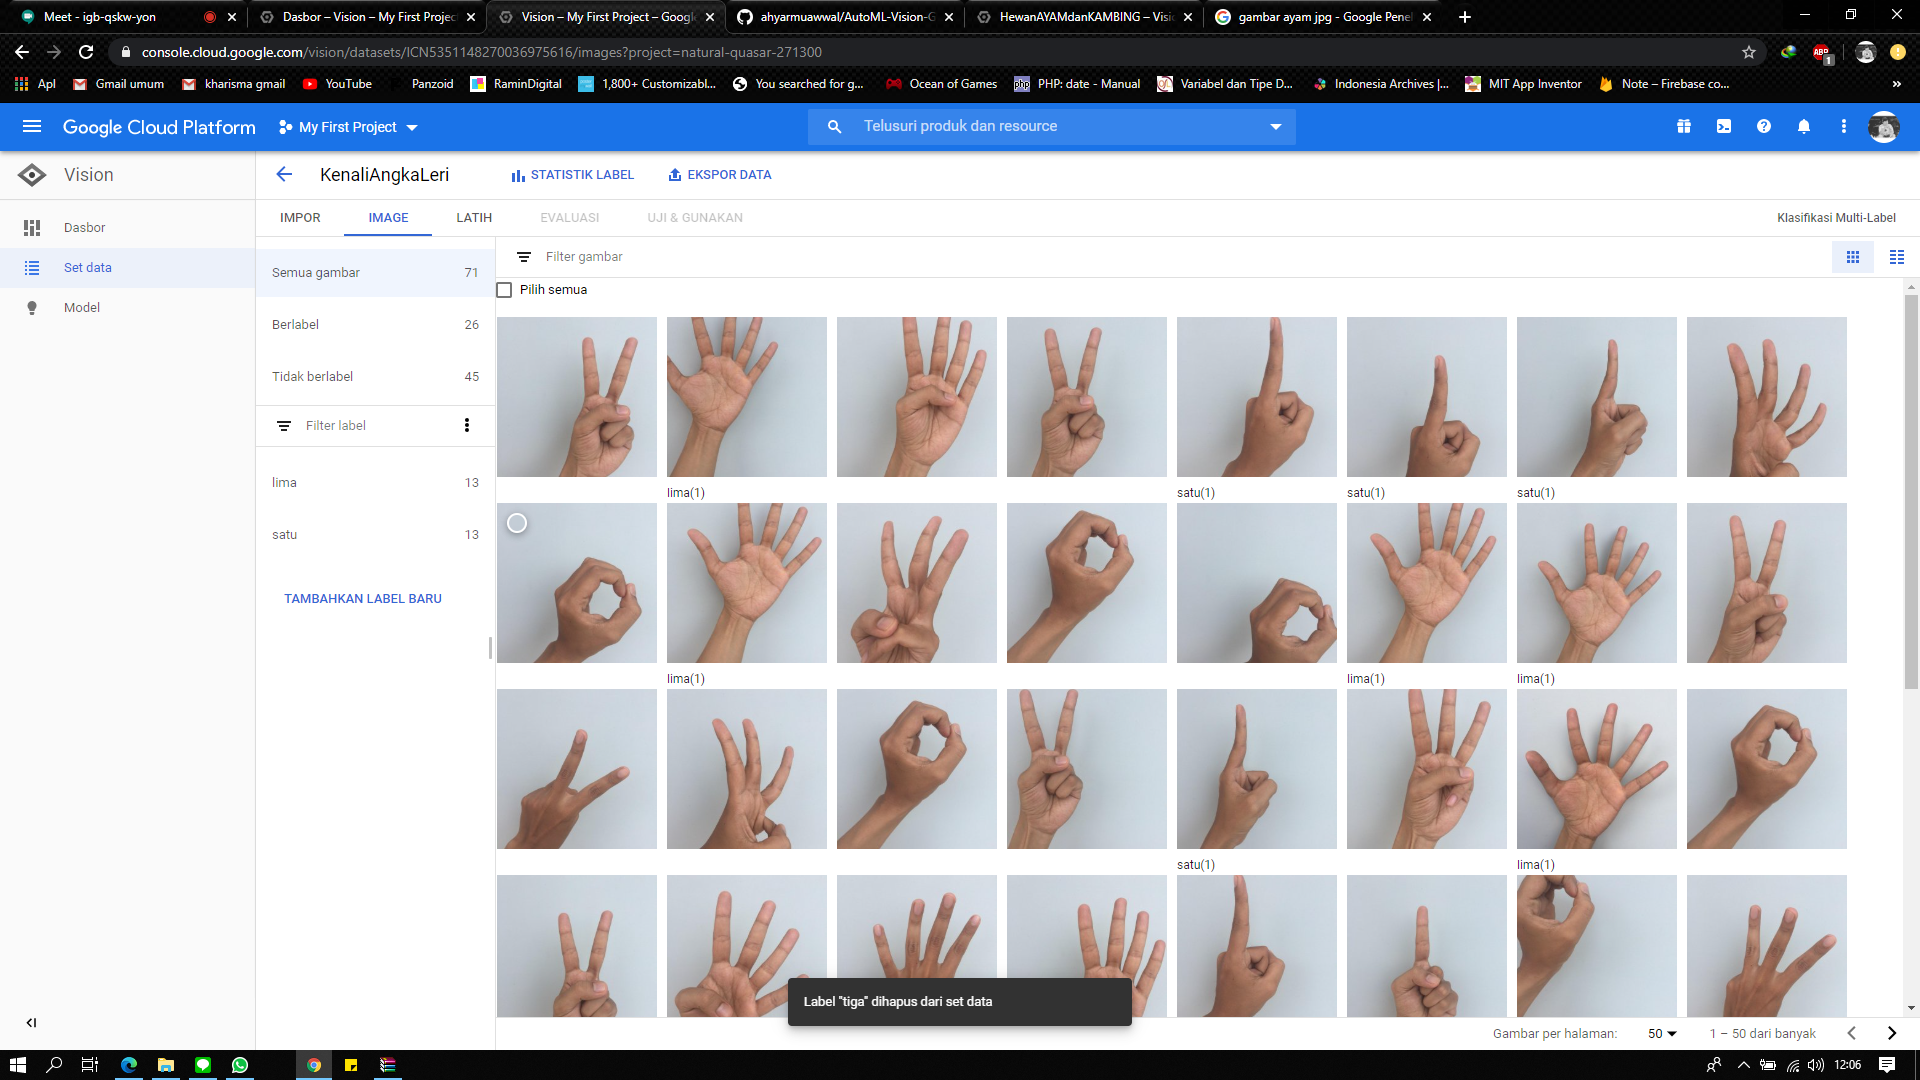 Meet - igb-qskw-yon
Dasbor – Vision – My First Project
Vision – My First Project – Google
ahyarmuawwal/AutoML-Vision-G
HewanAYAMdanKAMBING – Visi
gambar ayam jpg - Google Penel
console.cloud.google.com/vision/datasets/ICN5351148270036975616/images?project=natural-quasar-271300
ABP
1
Apl
Gmail umum
kharisma gmail
YouTube
Panzoid
RaminDigital
1,800+ Customizabl...
You searched for g...
Ocean of Games
php
PHP: date - Manual
Variabel dan Tipe D...
Indonesia Archives |...
MIT App Inventor
Note – Firebase co...
»
Google Cloud Platform
My First Project
Telusuri produk dan resource
Vision
KenaliAngkaLeri
STATISTIK LABEL
EKSPOR DATA
IMPOR
IMAGE
LATIH
EVALUASI
UJI & GUNAKAN
Klasifikasi Multi-Label
Dasbor
Set data
Model
Semua gambar 71
Berlabel 26
Tidak berlabel 45
Filter label
lima 13
satu 13
TAMBAHKAN LABEL BARU
Filter gambar
Pilih semua
lima(1)
satu(1)
satu(1)
satu(1)
lima(1)
lima(1)
lima(1)
satu(1)
lima(1)
Label "tiga" dihapus dari set data
Gambar per halaman: 50
1 – 50 dari banyak
12:06